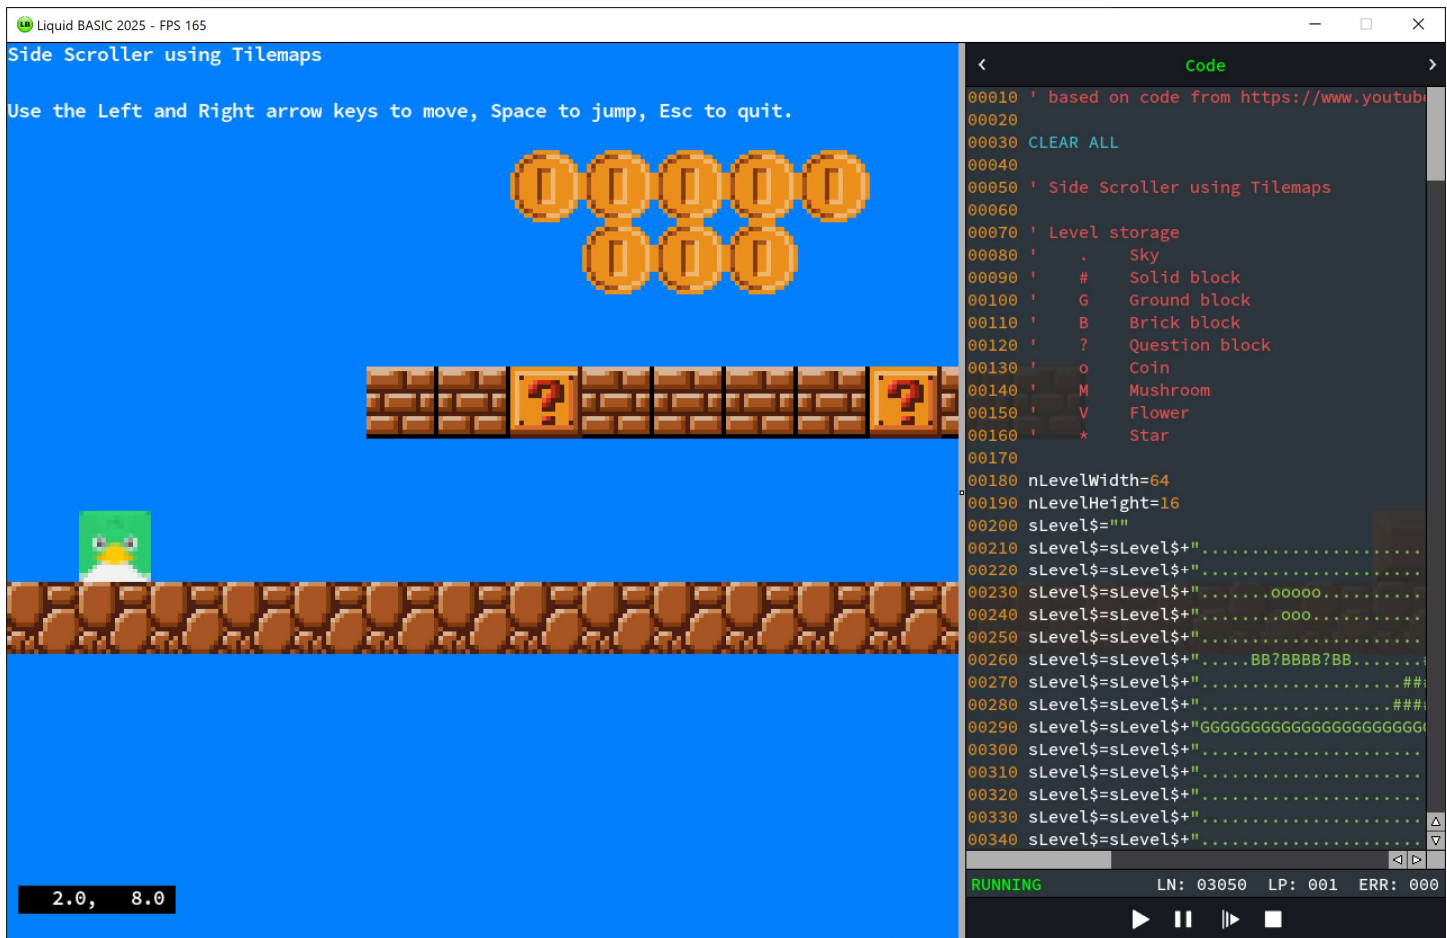 Liquid BASIC 2025 - FPS 165
Side Scroller using Tilemaps
Use the Left and Right arrow keys to move, Space to jump, Esc to quit.
?
?
2.0,   8.0
Code
00010 ' based on code from https://www.youtub
00020
00030 CLEAR ALL
00040
00050 ' Side Scroller using Tilemaps
00060
00070 ' Level storage
00080 '    .    Sky
00090 '    #    Solid block
00100 '    G    Ground block
00110 '    B    Brick block
00120 '    ?    Question block
00130 '    o    Coin
00140 '    M    Mushroom
00150 '    V    Flower
00160 '    *    Star
00170
00180 nLevelWidth=64
00190 nLevelHeight=16
00200 sLevel$=""
00210 sLevel$=sLevel$+"......................
00220 sLevel$=sLevel$+"......................
00230 sLevel$=sLevel$+".......ooooo..........
00240 sLevel$=sLevel$+"........ooo...........
00250 sLevel$=sLevel$+"......................
00260 sLevel$=sLevel$+".....BB?BBBB?BB.......#
00270 sLevel$=sLevel$+"....................###
00280 sLevel$=sLevel$+"...................####
00290 sLevel$=sLevel$+"GGGGGGGGGGGGGGGGGGGGGGG
00300 sLevel$=sLevel$+"......................
00310 sLevel$=sLevel$+"......................
00320 sLevel$=sLevel$+"......................
00330 sLevel$=sLevel$+"......................
00340 sLevel$=sLevel$+"......................
RUNNING LN: 03050 LP: 001 ERR: 000